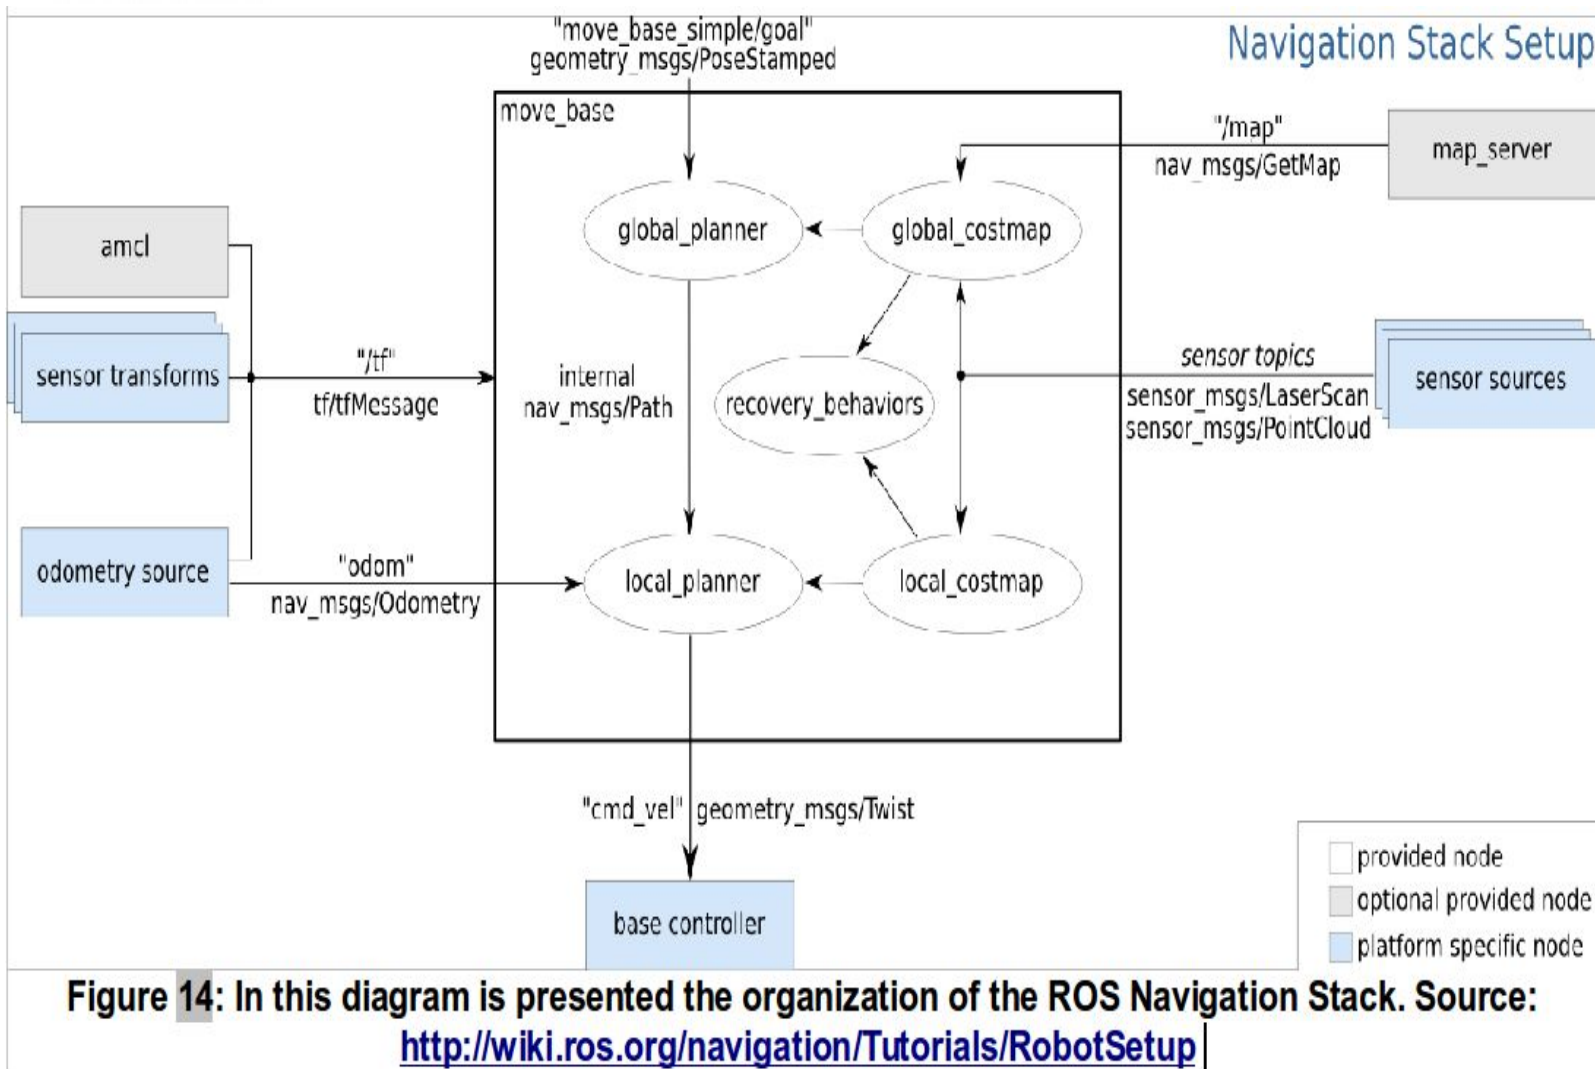 "move_base_simple/goal"
geometry_msgs/PoseStamped
Navigation Stack Setup
move_base
"/map"
nav_msgs/GetMap
map_server
global_planner
global_costmap
amcl
sensor transforms
"/tf"
tf/tfMessage
internal
nav_msgs/Path
recovery_behaviors
sensor topics
sensor_msgs/LaserScan
sensor_msgs/PointCloud
sensor sources
odometry source
"odom"
nav_msgs/Odometry
local_planner
local_costmap
"cmd_vel" geometry_msgs/Twist
base controller
provided node
optional provided node
platform specific node
Figure 14: In this diagram is presented the organization of the ROS Navigation Stack. Source:
http://wiki.ros.org/navigation/Tutorials/RobotSetup